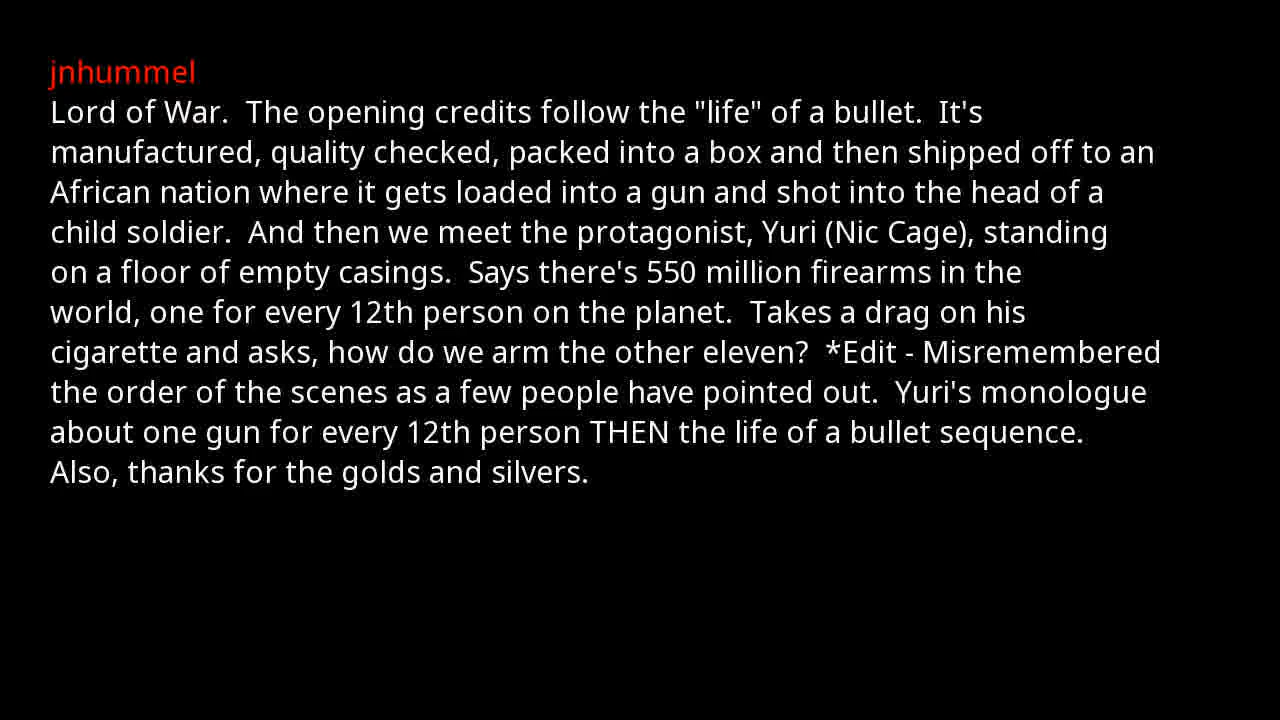 jnhummel
Lord of War.  The opening credits follow the "life" of a bullet.  It's
manufactured, quality checked, packed into a box and then shipped off to an
African nation where it gets loaded into a gun and shot into the head of a
child soldier.  And then we meet the protagonist, Yuri (Nic Cage), standing
on a floor of empty casings.  Says there's 550 million firearms in the
world, one for every 12th person on the planet.  Takes a drag on his
cigarette and asks, how do we arm the other eleven?  *Edit - Misremembered
the order of the scenes as a few people have pointed out.  Yuri's monologue
about one gun for every 12th person THEN the life of a bullet sequence.
Also, thanks for the golds and silvers.